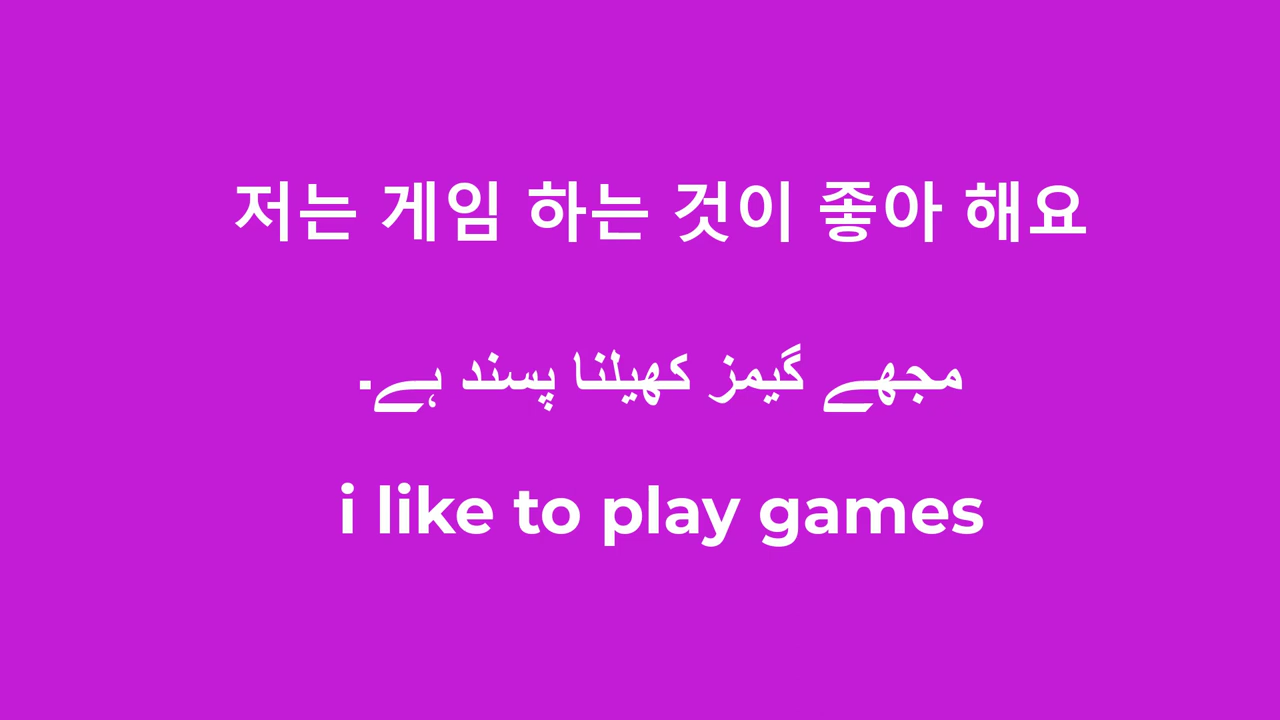 저는 게임 하는 것이 좋아 해요
مجھے گیمز کھیلنا پسند ہے.
i like to play games